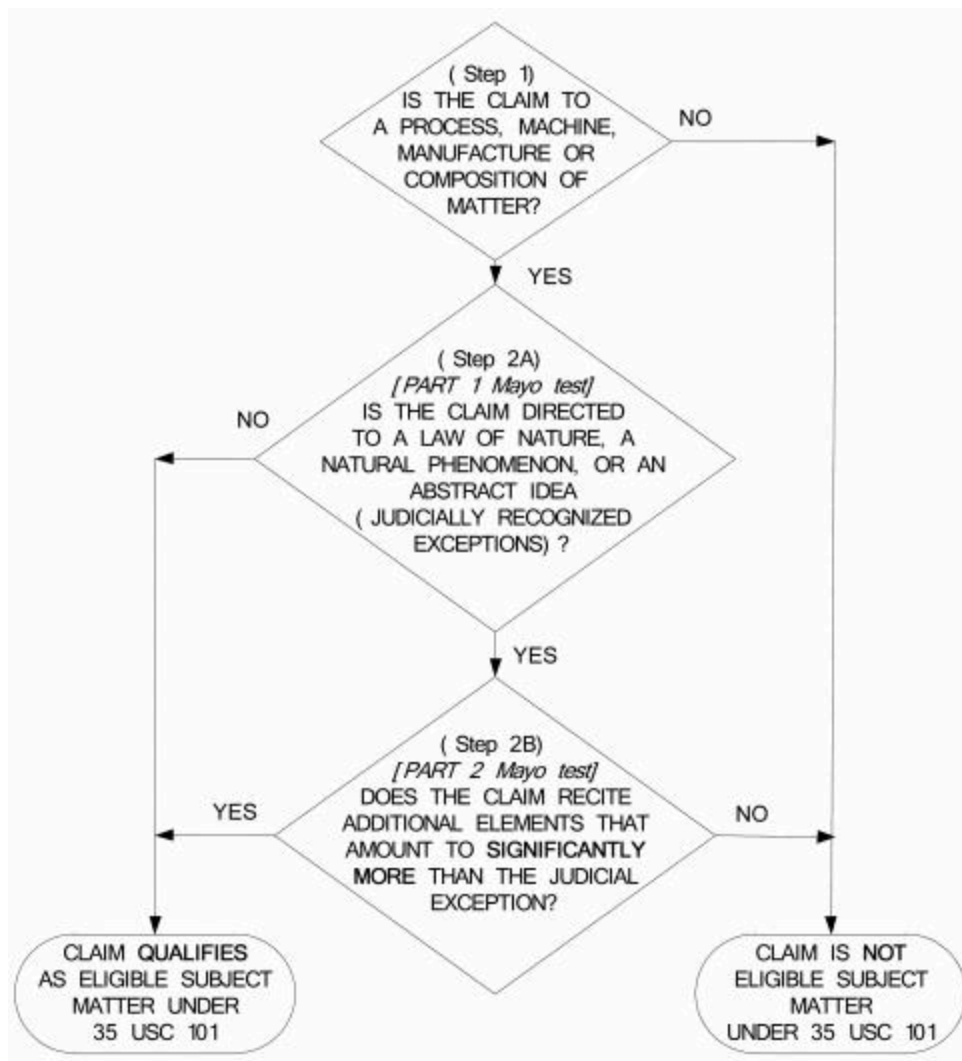 ( Step 1)
IS THE CLAIM TO
A PROCESS, MACHINE,
MANUFACTURE OR
COMPOSITION OF
MATTER?
NO
YES
( Step 2A)
[PART 1 Mayo test]
IS THE CLAIM DIRECTED
TO A LAW OF NATURE, A
NATURAL PHENOMENON, OR AN
ABSTRACT IDEA
( JUDICIALLY RECOGNIZED
EXCEPTIONS) ?
NO
YES
( Step 2B)
[PART 2 Mayo test]
DOES THE CLAIM RECITE
ADDITIONAL ELEMENTS THAT
AMOUNT TO SIGNIFICANTLY
MORE THAN THE JUDICIAL
EXCEPTION?
YES
NO
CLAIM QUALIFIES
AS ELIGIBLE SUBJECT
MATTER UNDER
35 USC 101
CLAIM IS NOT
ELIGIBLE SUBJECT
MATTER
UNDER 35 USC 101